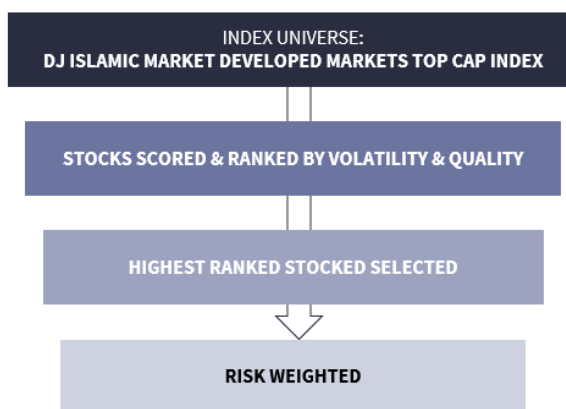 INDEX UNIVERSE:
DJ ISLAMIC MARKET DEVELOPED MARKETS TOP CAP INDEX
STOCKS SCORED & RANKED BY VOLATILITY & QUALITY
HIGHEST RANKED STOCKED SELECTED
RISK WEIGHTED